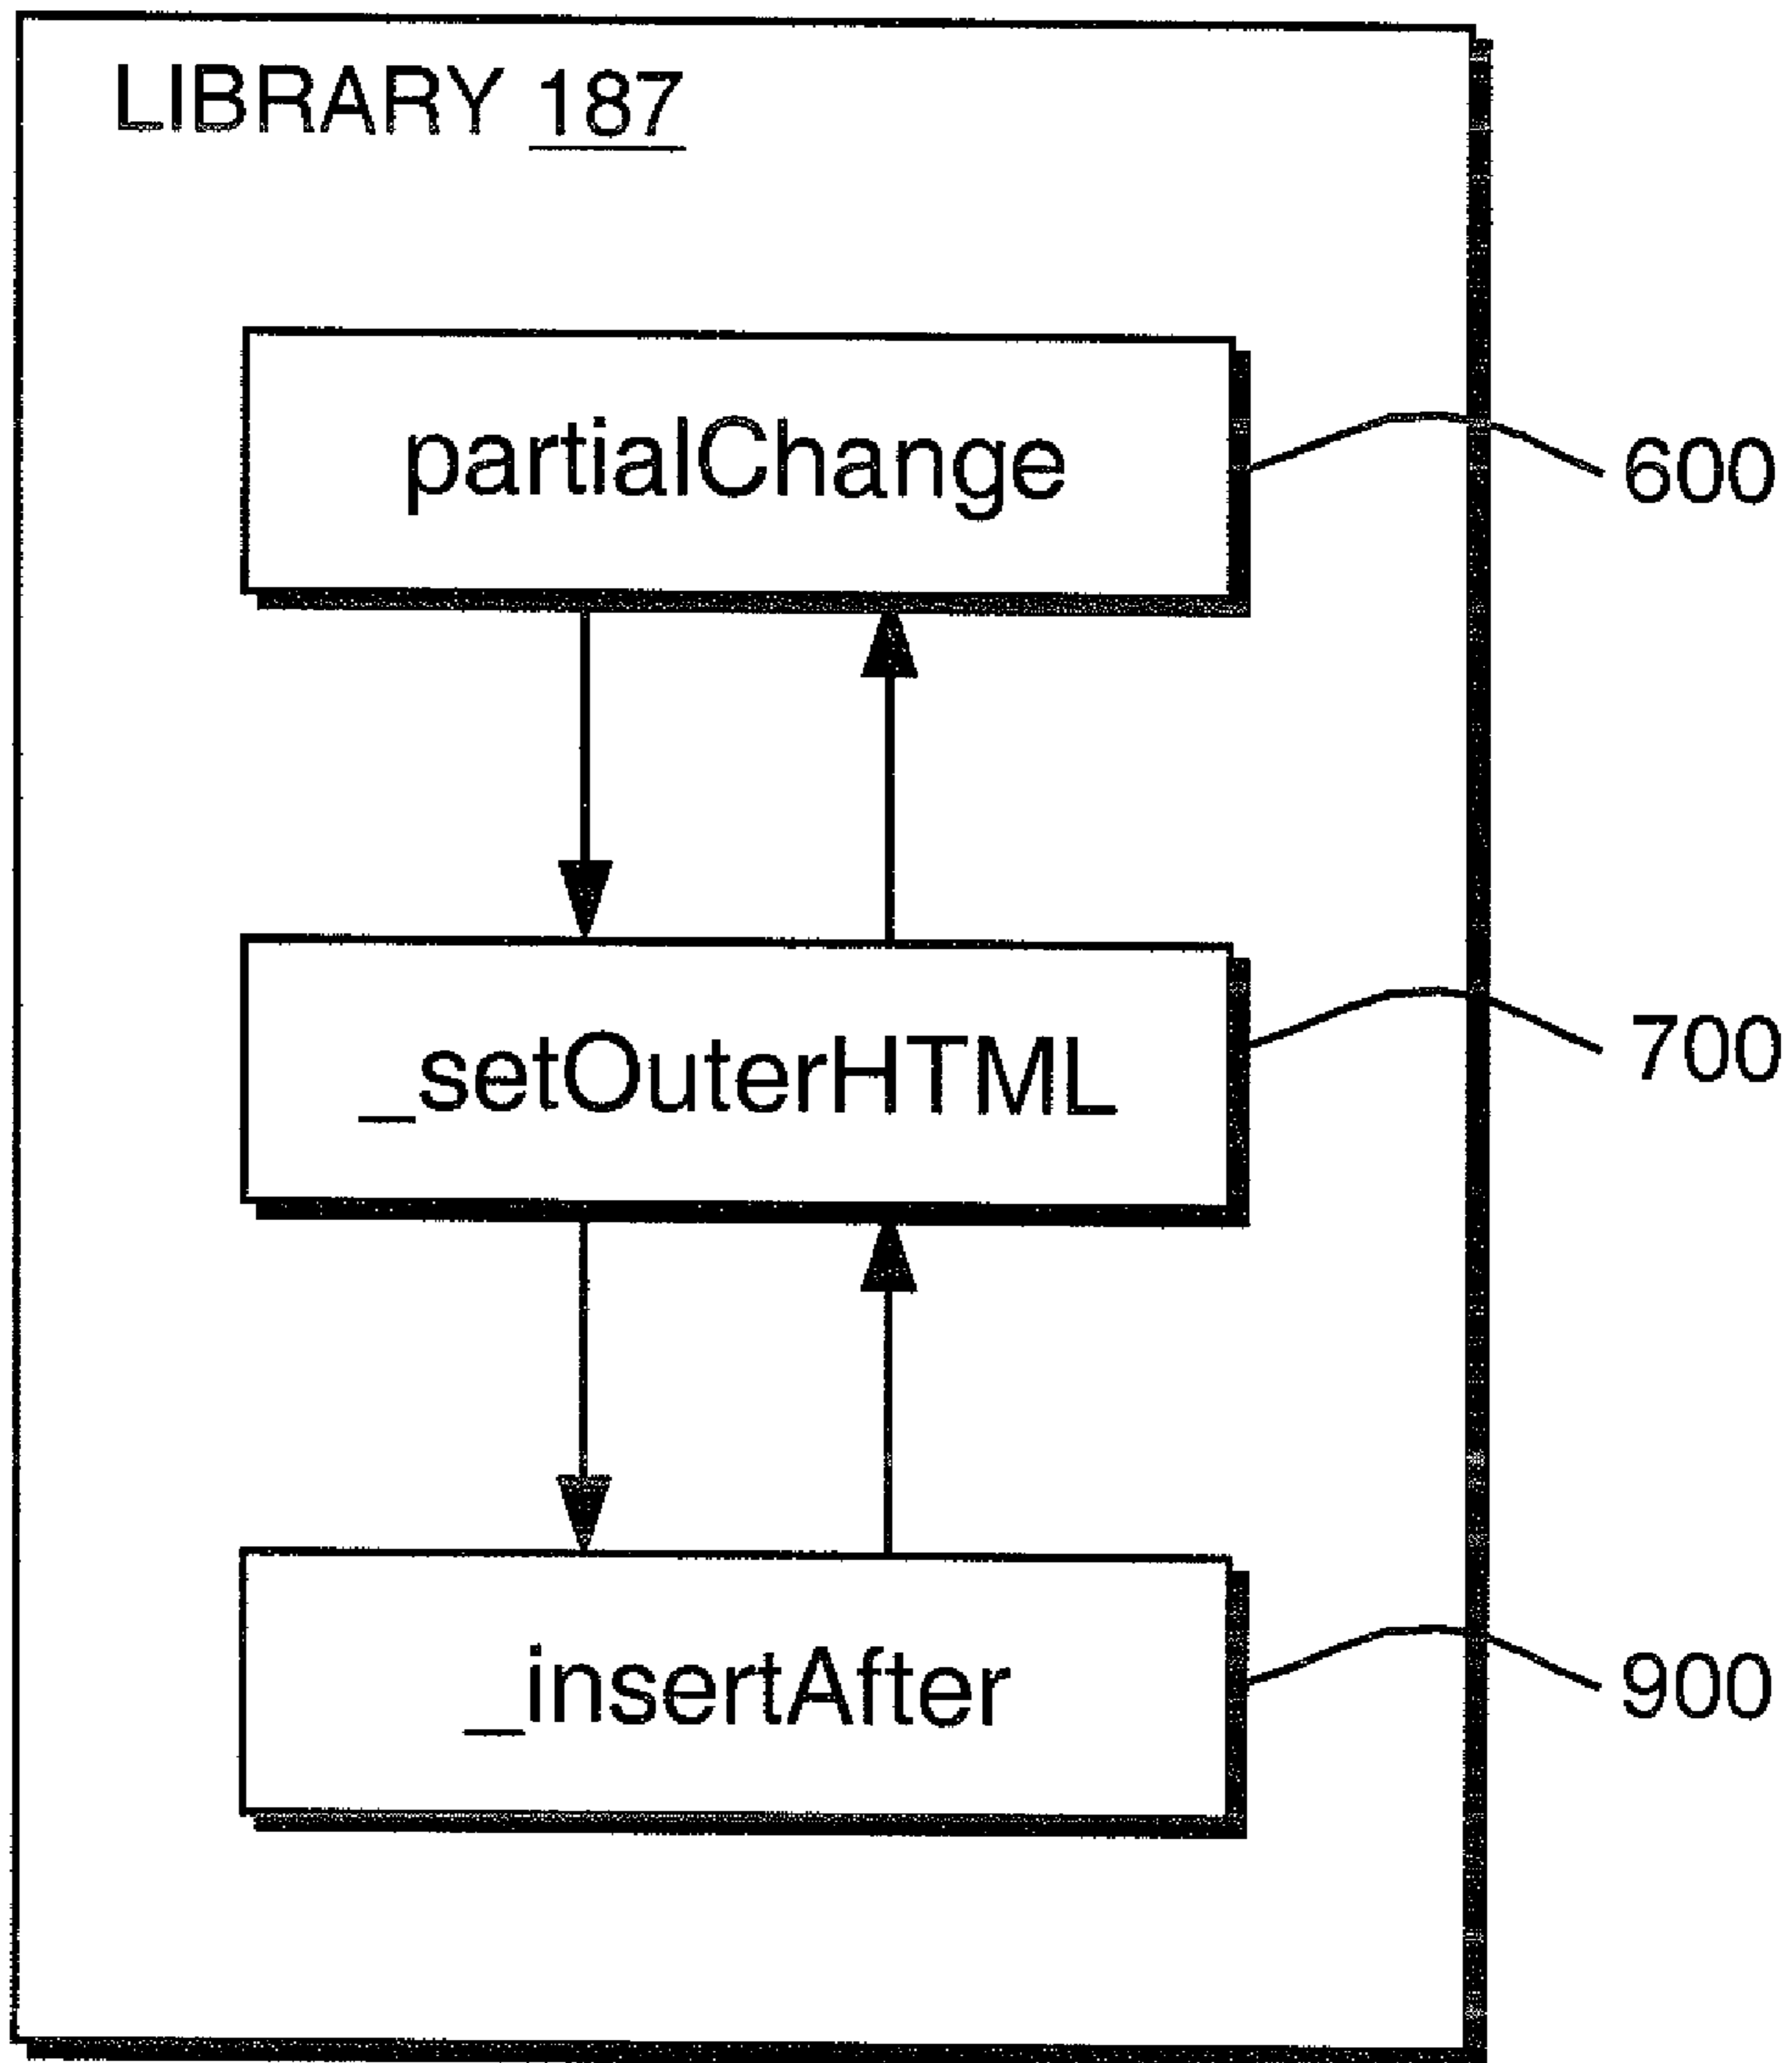 LIBRARY 187
partialChange
600
_setOuterHTML
700
_insertAfter
900